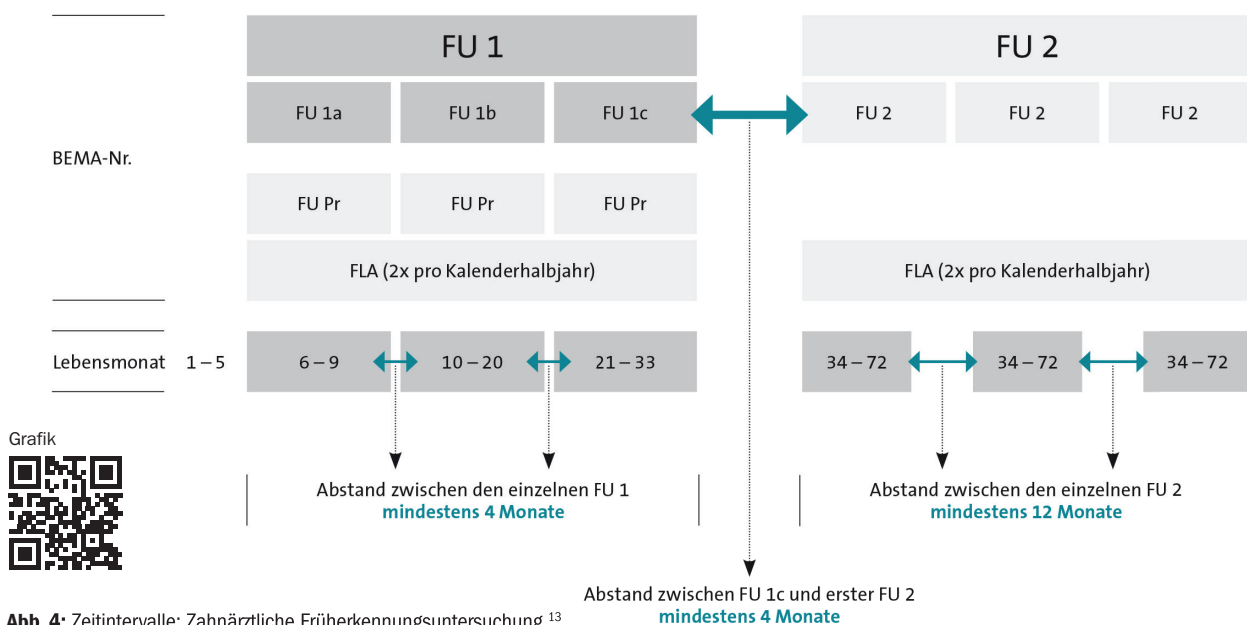 FU 1
FU 2
FU 1a
FU 1b
FU 1c
FU 2
FU 2
FU 2
BEMA-Nr.
FU Pr
FU Pr
FU Pr
FLA (2x pro Kalenderhalbjahr)
FLA (2x pro Kalenderhalbjahr)
Lebensmonat 1 – 5
6 – 9
10 – 20
21 – 33
34 – 72
34 – 72
34 – 72
Grafik
Abstand zwischen den einzelnen FU 1
mindestens 4 Monate
Abstand zwischen den einzelnen FU 2
mindestens 12 Monate
Abstand zwischen FU 1c und erster FU 2
mindestens 4 Monate
Abb. 4: Zeitintervalle: Zahnärztliche Früherkennungsuntersuchung.¹³